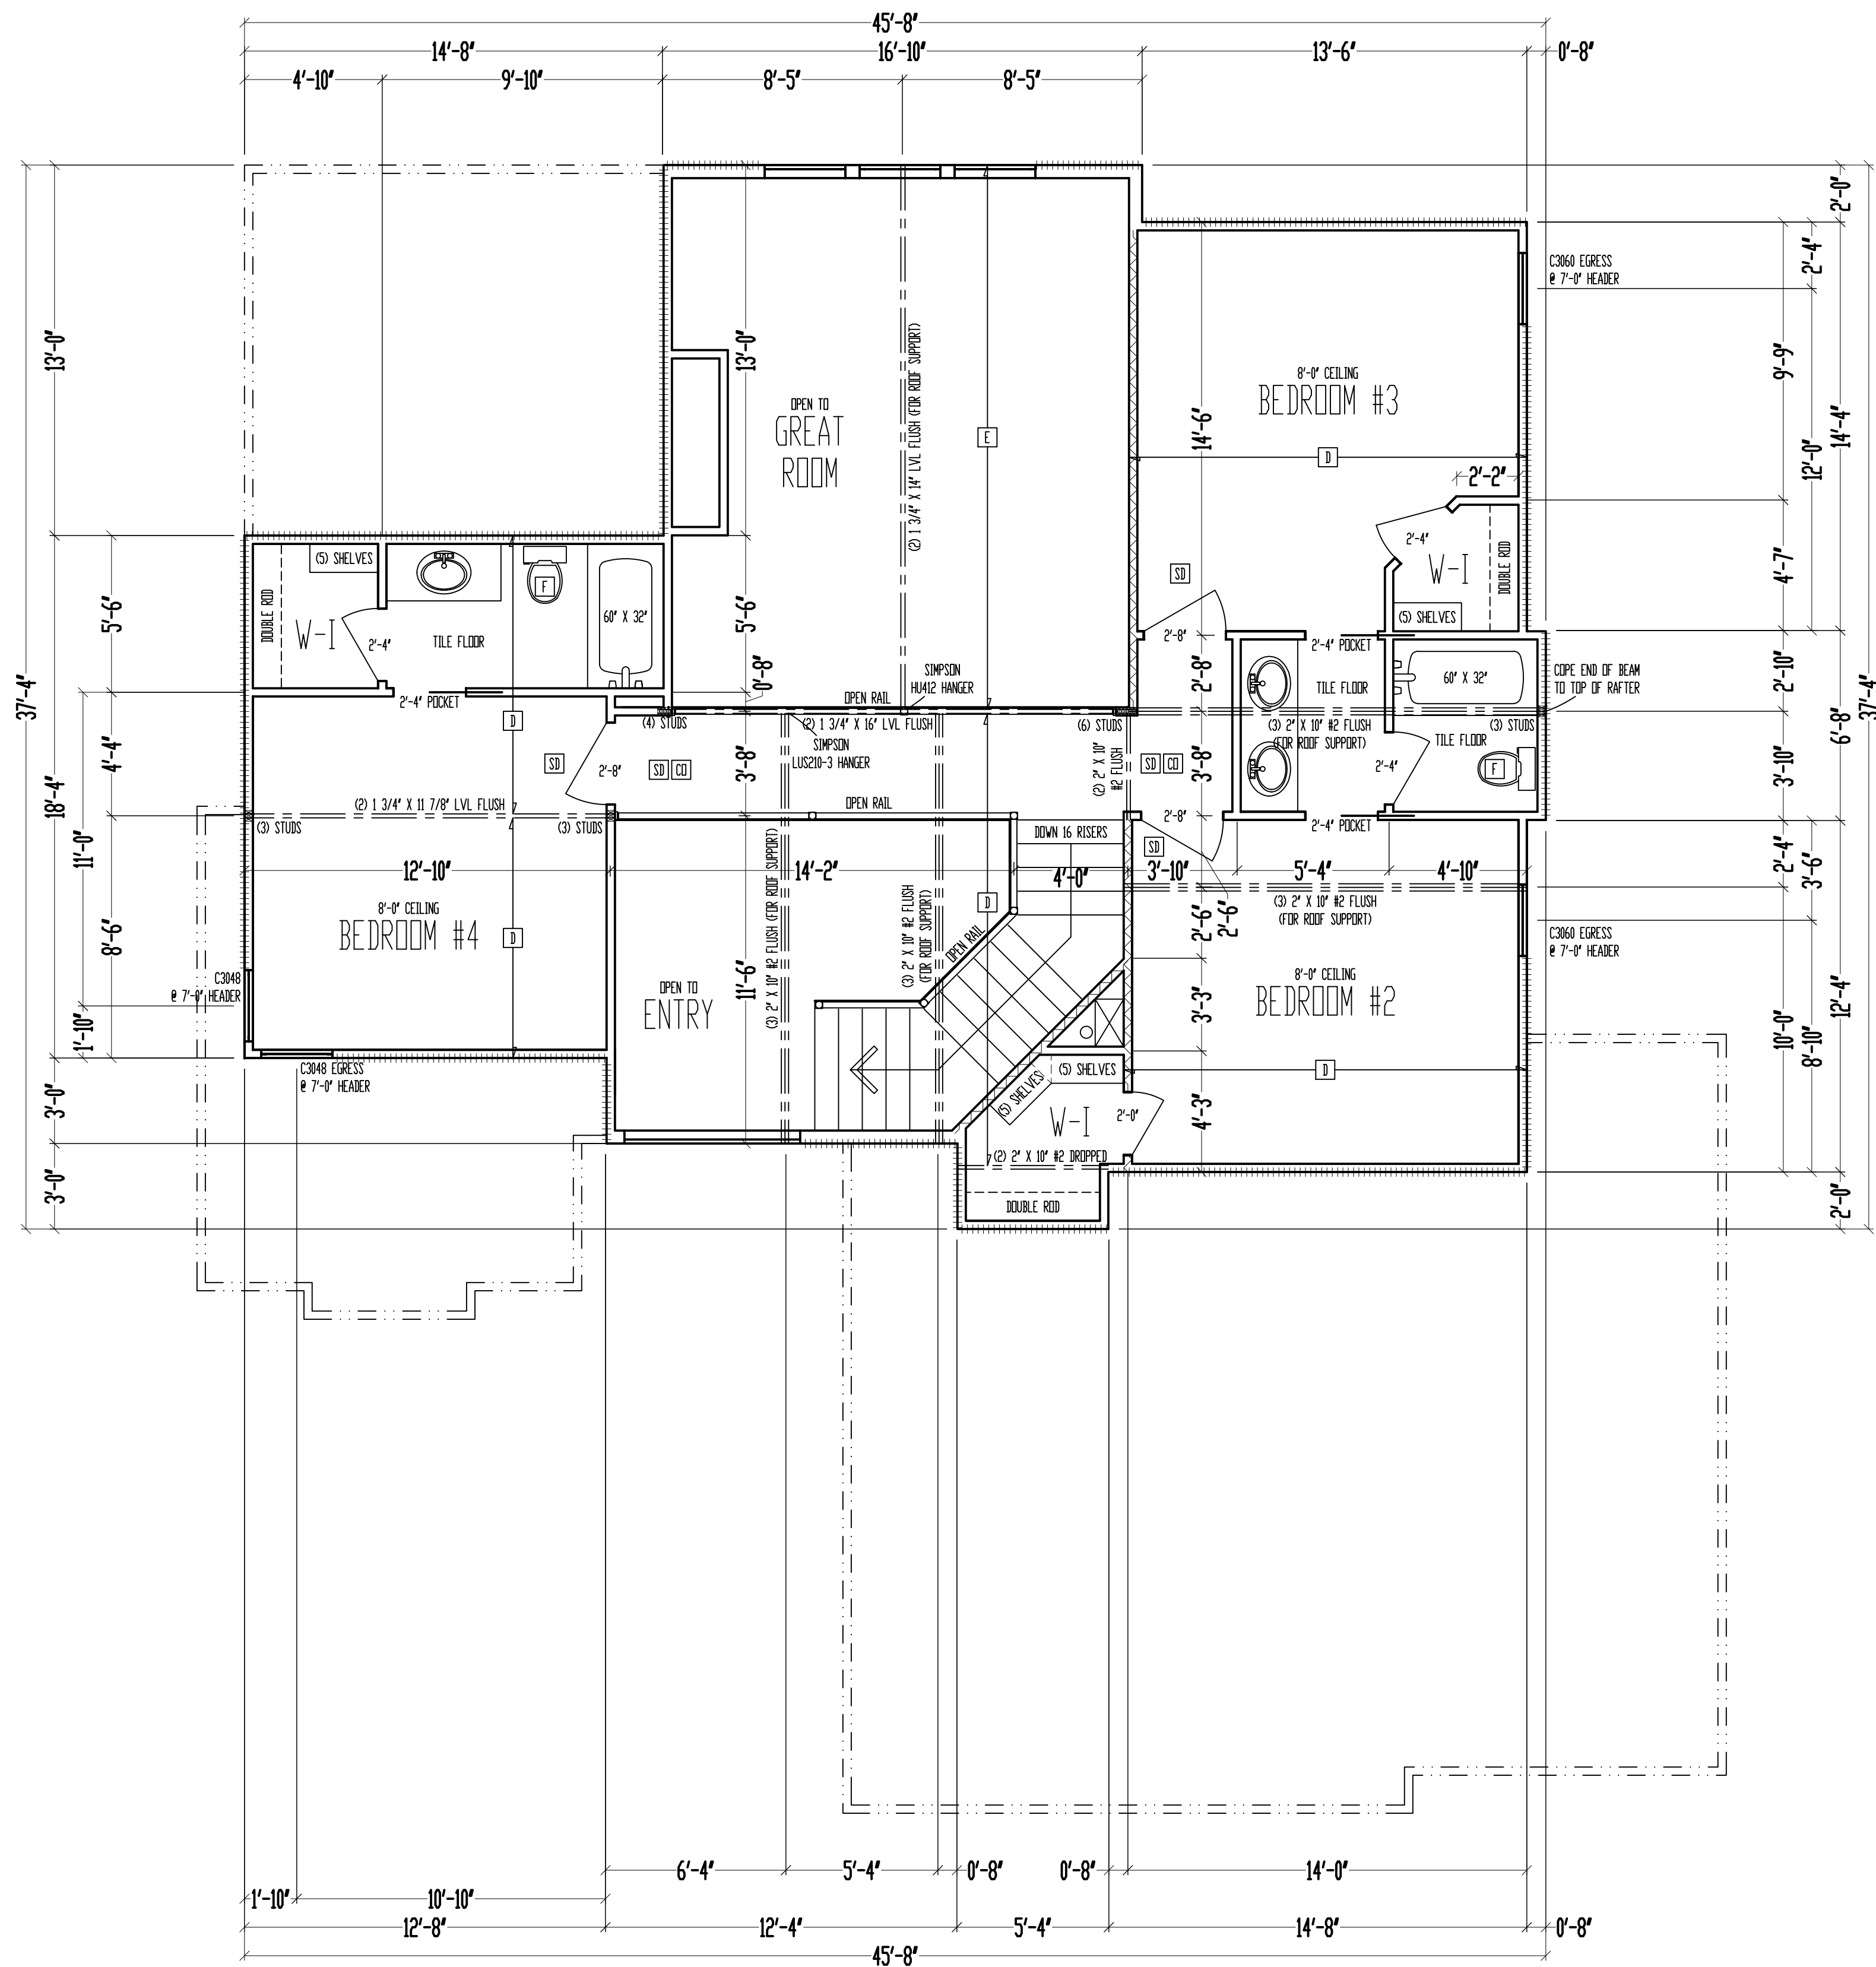 45'-8"
14'-8"
16'-10"
13'-6"
0'-8"
4'-10"
9'-10"
8'-5"
8'-5"
37'-4"
13'-0"
18'-4"
3'-0"
3'-0"
5'-6"
4'-4"
8'-6"
11'-0"
1'-10"
13'-0"
OPEN TO
GREAT
ROOM
(2) 1 3/4" X 14" LVL FLUSH (FOR ROOF SUPPORT)
E
8'-0" CEILING
BEDROOM #3
14'-6"
D
2'-2"
C3060 EGRESS
@ 7'-0" HEADER
2'-0"
2'-4"
9'-9"
12'-0"
14'-4"
4'-7"
37'-4"
(5) SHELVES
DOUBLE ROD
W-I
2'-4"
TILE FLOOR
F
60" X 32"
2'-4" POCKET
5'-6"
0'-8"
OPEN RAIL
SIMPSON
HU412 HANGER
SD
2'-4"
W-I
DOUBLE ROD
(5) SHELVES
2'-8"
2'-4" POCKET
2'-8"
TILE FLOOR
60" X 32"
COPE END OF BEAM
TO TOP OF RAFTER
2'-10"
6'-8"
3'-10"
D
(4) STUDS
(2) 1 3/4" X 16" LVL FLUSH
(6) STUDS
(3) 2" X 10" #2 FLUSH
(FOR ROOF SUPPORT)
(3) STUDS
TILE FLOOR
SIMPSON
LUS210-3 HANGER
SD
2'-8"
SD
CO
3'-8"
(2) 2" X 10"
#2 FLUSH
SD
CO
3'-8"
2'-4"
F
(2) 1 3/4" X 11 7/8" LVL FLUSH
(3) STUDS
(3) STUDS
OPEN RAIL
DOWN 16 RISERS
2'-8"
2'-4" POCKET
SD
12'-10"
14'-2"
4'-0"
3'-10"
5'-4"
4'-10"
8'-0" CEILING
BEDROOM #4
D
D
(3) 2" X 10" #2 FLUSH (FOR ROOF SUPPORT)
(3) 2" X 10" #2 FLUSH
(FOR ROOF SUPPORT)
OPEN RAIL
2'-6"
2'-6"
(3) 2" X 10" #2 FLUSH
(FOR ROOF SUPPORT)
2'-4"
3'-6"
C3060 EGRESS
@ 7'-0" HEADER
C3048
@ 7'-0" HEADER
OPEN TO
ENTRY
11'-6"
8'-0" CEILING
BEDROOM #2
3'-3"
D
10'-0"
8'-10"
12'-4"
2'-0"
C3048 EGRESS
@ 7'-0" HEADER
(5) SHELVES
(5) SHELVES
W-I
2'-0"
4'-3"
(2) 2" X 10" #2 DROPPED
DOUBLE ROD
6'-4"
5'-4"
0'-8"
0'-8"
14'-0"
1'-10"
10'-10"
12'-8"
12'-4"
5'-4"
14'-8"
0'-8"
45'-8"